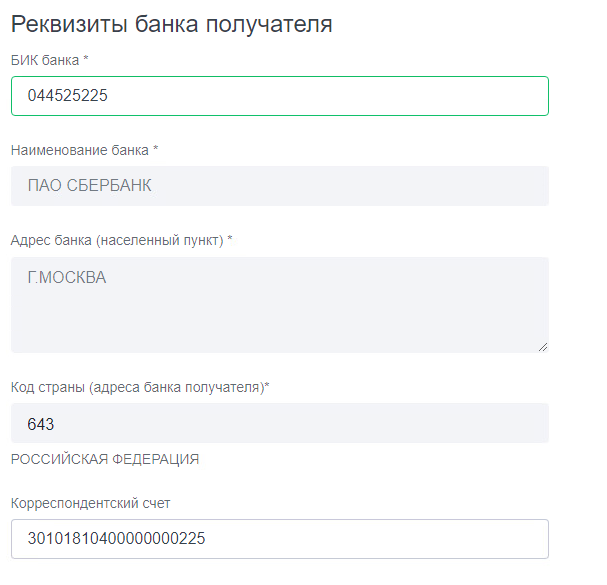 Реквизиты банка получателя
БИК банка *
044525225
Наименование банка *
ПАО СБЕРБАНК
Адрес банка (населенный пункт) *
Г.МОСКВА
Код страны (адреса банка получателя)*
643
РОССИЙСКАЯ ФЕДЕРАЦИЯ
Корреспондентский счет
30101810400000000225